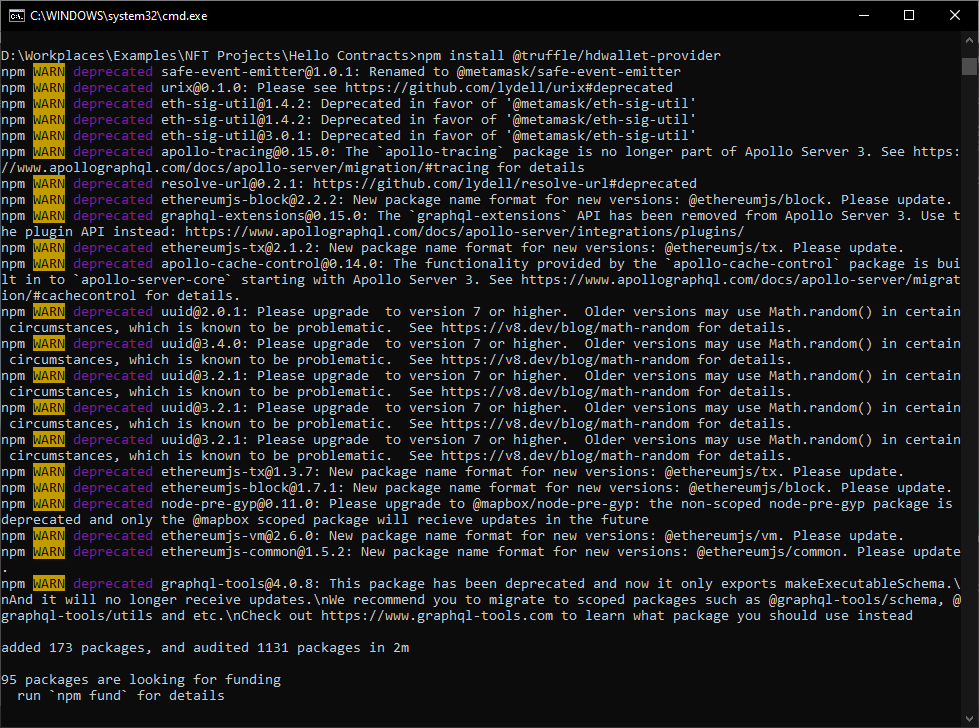 C:\WINDOWS\system32\cmd.exe
D:\Workplaces\Examples\NFT Projects\Hello Contracts>npm install @truffle/hdwallet-provider
npm WARN deprecated safe-event-emitter@1.0.1: Renamed to @metamask/safe-event-emitter
npm WARN deprecated urix@0.1.0: Please see https://github.com/lydell/urix#deprecated
npm WARN deprecated eth-sig-util@1.4.2: Deprecated in favor of '@metamask/eth-sig-util'
npm WARN deprecated eth-sig-util@1.4.2: Deprecated in favor of '@metamask/eth-sig-util'
npm WARN deprecated eth-sig-util@3.0.1: Deprecated in favor of '@metamask/eth-sig-util'
npm WARN deprecated apollo-tracing@0.15.0: The `apollo-tracing` package is no longer part of Apollo Server 3. See https:
//www.apollographql.com/docs/apollo-server/migration/#tracing for details
npm WARN deprecated resolve-url@0.2.1: https://github.com/lydell/resolve-url#deprecated
npm WARN deprecated ethereumjs-block@2.2.2: New package name format for new versions: @ethereumjs/block. Please update.
npm WARN deprecated graphql-extensions@0.15.0: The `graphql-extensions` API has been removed from Apollo Server 3. Use t
he plugin API instead: https://www.apollographql.com/docs/apollo-server/integrations/plugins/
npm WARN deprecated ethereumjs-tx@2.1.2: New package name format for new versions: @ethereumjs/tx. Please update.
npm WARN deprecated apollo-cache-control@0.14.0: The functionality provided by the `apollo-cache-control` package is bui
lt in to `apollo-server-core` starting with Apollo Server 3. See https://www.apollographql.com/docs/apollo-server/migrat
ion/#cachecontrol for details.
npm WARN deprecated uuid@2.0.1: Please upgrade  to version 7 or higher.  Older versions may use Math.random() in certain
 circumstances, which is known to be problematic.  See https://v8.dev/blog/math-random for details.
npm WARN deprecated uuid@3.4.0: Please upgrade  to version 7 or higher.  Older versions may use Math.random() in certain
 circumstances, which is known to be problematic.  See https://v8.dev/blog/math-random for details.
npm WARN deprecated uuid@3.2.1: Please upgrade  to version 7 or higher.  Older versions may use Math.random() in certain
 circumstances, which is known to be problematic.  See https://v8.dev/blog/math-random for details.
npm WARN deprecated uuid@3.2.1: Please upgrade  to version 7 or higher.  Older versions may use Math.random() in certain
 circumstances, which is known to be problematic.  See https://v8.dev/blog/math-random for details.
npm WARN deprecated uuid@3.2.1: Please upgrade  to version 7 or higher.  Older versions may use Math.random() in certain
 circumstances, which is known to be problematic.  See https://v8.dev/blog/math-random for details.
npm WARN deprecated ethereumjs-tx@1.3.7: New package name format for new versions: @ethereumjs/tx. Please update.
npm WARN deprecated ethereumjs-block@1.7.1: New package name format for new versions: @ethereumjs/block. Please update.
npm WARN deprecated node-pre-gyp@0.11.0: Please upgrade to @mapbox/node-pre-gyp: the non-scoped node-pre-gyp package is
deprecated and only the @mapbox scoped package will recieve updates in the future
npm WARN deprecated ethereumjs-vm@2.6.0: New package name format for new versions: @ethereumjs/vm. Please update.
npm WARN deprecated ethereumjs-common@1.5.2: New package name format for new versions: @ethereumjs/common. Please update
.
npm WARN deprecated graphql-tools@4.0.8: This package has been deprecated and now it only exports makeExecutableSchema.\
nAnd it will no longer receive updates.\nWe recommend you to migrate to scoped packages such as @graphql-tools/schema, @
graphql-tools/utils and etc.\nCheck out https://www.graphql-tools.com to learn what package you should use instead
added 173 packages, and audited 1131 packages in 2m
95 packages are looking for funding
  run `npm fund` for details